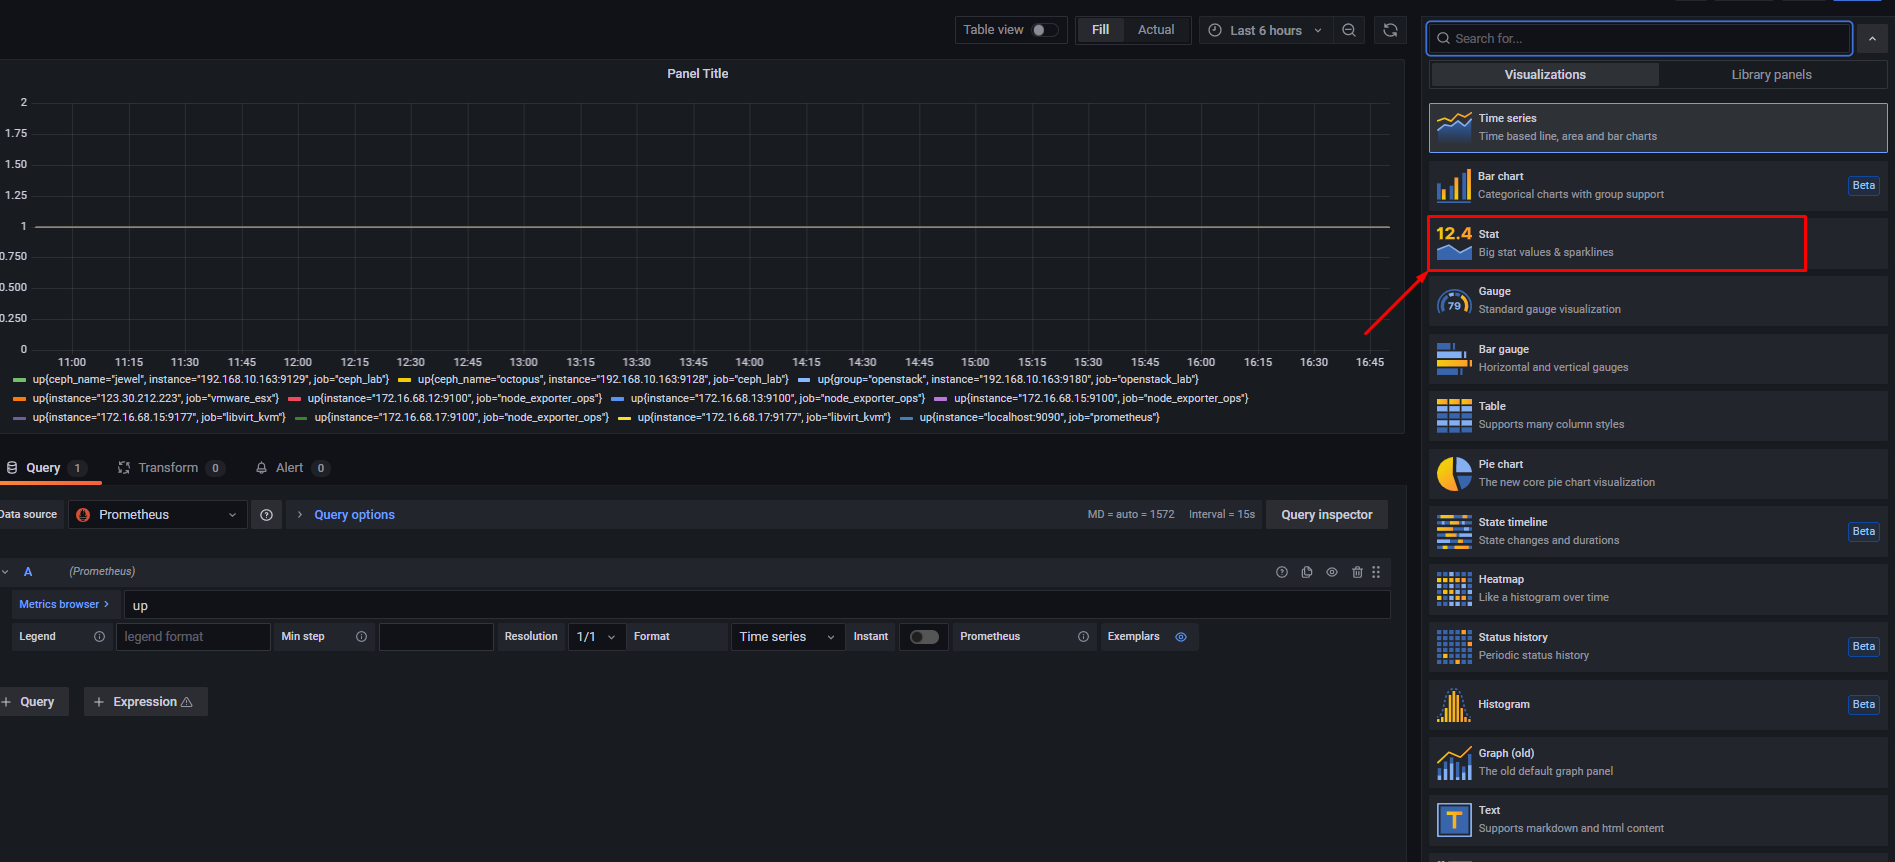 Table view Fill Actual Last 6 hours
Search for...
Visualizations Library panels
Panel Title
2
1.75
1.50
1.25
1
0.750
0.500
0.250
0
11:00 11:15 11:30 11:45 12:00 12:15 12:30 12:45 13:00 13:15 13:30 13:45 14:00 14:15 14:30 14:45 15:00 15:15 15:30 15:45 16:00 16:15 16:30 16:45
up{ceph_name="jewel", instance="192.168.10.163:9129", job="ceph_lab"} up{ceph_name="octopus", instance="192.168.10.163:9128", job="ceph_lab"} up{group="openstack", instance="192.168.10.163:9180", job="openstack_lab"}
up{instance="123.30.212.223", job="vmware_esx"} up{instance="172.16.68.12:9100", job="node_exporter_ops"} up{instance="172.16.68.13:9100", job="node_exporter_ops"} up{instance="172.16.68.15:9100", job="node_exporter_ops"}
up{instance="172.16.68.15:9177", job="libvirt_kvm"} up{instance="172.16.68.17:9100", job="node_exporter_ops"} up{instance="172.16.68.17:9177", job="libvirt_kvm"} up{instance="localhost:9090", job="prometheus"}
Query 1 Transform 0 Alert 0
Data source Prometheus Query options MD = auto = 1572 Interval = 15s Query inspector
A (Prometheus)
Metrics browser > up
Legend legend format Min step Resolution 1/1 Format Time series Instant Prometheus Exemplars
+ Query + Expression
Time series
Time based line, area and bar charts
Bar chart
Categorical charts with group support
Beta
12.4 Stat
Big stat values & sparklines
Gauge
79 Standard gauge visualization
Bar gauge
Horizontal and vertical gauges
Table
Supports many column styles
Pie chart
The new core pie chart visualization
State timeline
State changes and durations
Beta
Heatmap
Like a histogram over time
Status history
Periodic status history
Beta
Histogram
Beta
Graph (old)
The old default graph panel
T Text
Supports markdown and html content